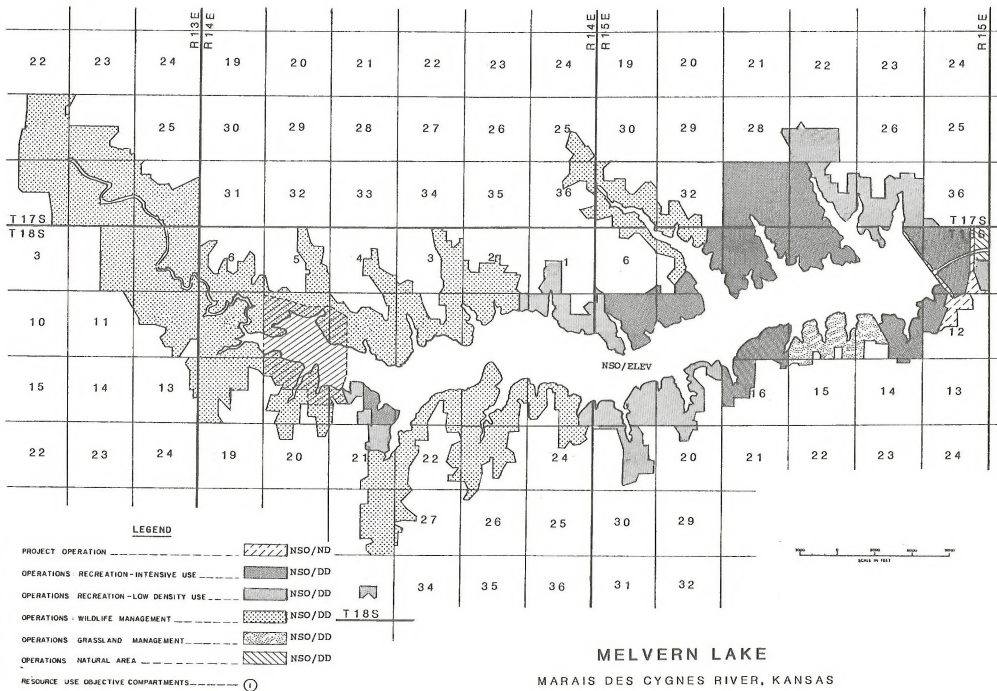 R13E R14E R14E R15E R15E
22 23 24 19 20 21 22 23 24 19 20 21 22 23 24
25 30 29 28 27 26 25 30 29 28 26 25
31 32 33 34 35 36 32 36
T17S T17S
T18S T18S
3 6 5 4 3 2 1 6
10 11 12
NSO/ELEV
15 14 13 16 15 14 13
22 23 24 19 20 21 22 24 20 21 22 23 24
27 26 25 30 29
34 35 36 31 32
LEGEND
PROJECT OPERATION NSO/ND
OPERATIONS: RECREATION-INTENSIVE USE NSO/DD
OPERATIONS: RECREATION-LOW DENSITY USE NSO/DD
OPERATIONS: WILDLIFE MANAGEMENT NSO/DD
T18S
OPERATIONS: GRASSLAND MANAGEMENT NSO/DD
OPERATIONS: NATURAL AREA NSO/DD
RESOURCE USE OBJECTIVE COMPARTMENTS 1
SCALE IN FEET
MELVERN LAKE
MARAIS DES CYGNES RIVER, KANSAS